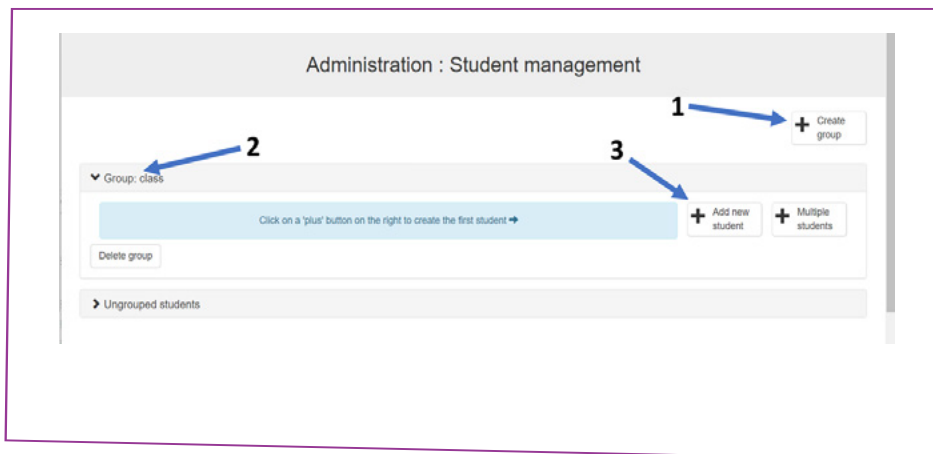 Administration : Student management
1
+ Create
group
2
3
Group: class
Click on a 'plus' button on the right to create the first student
+ Add new
student
+ Multiple
students
Delete group
Ungrouped students